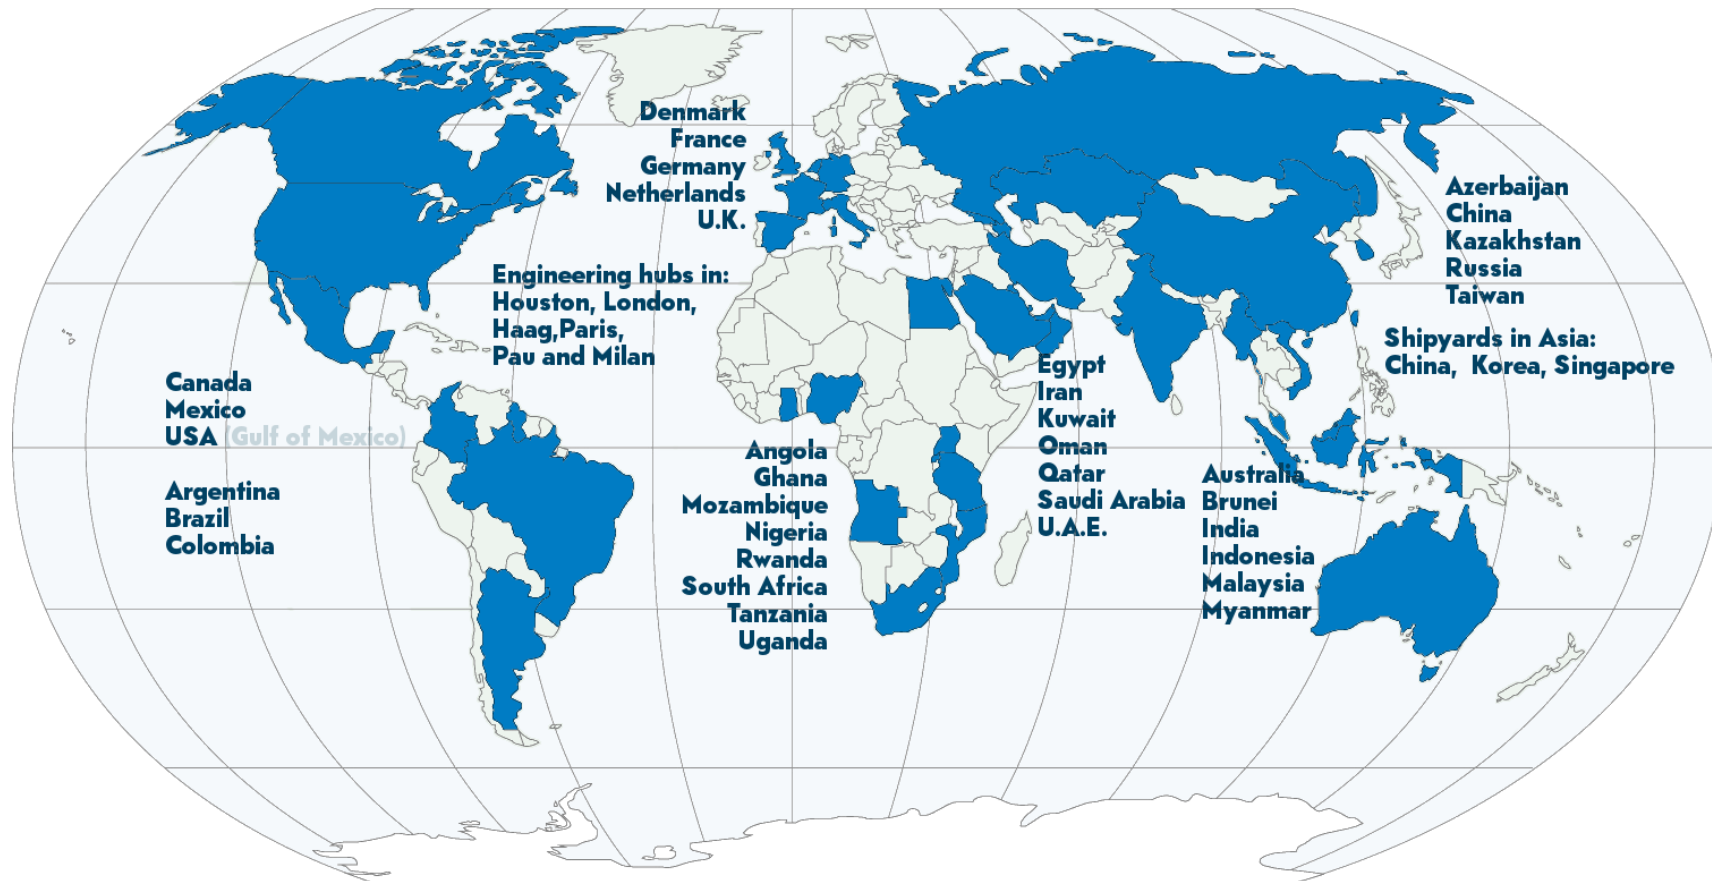 Denmark
France
Germany
Netherlands
U.K.
Engineering hubs in:
Houston, London,
Haag,Paris,
Pau and Milan
Canada
Mexico
USA (Gulf of Mexico)
Argentina
Brazil
Colombia
Angola
Ghana
Mozambique
Nigeria
Rwanda
South Africa
Tanzania
Uganda
Egypt
Iran
Kuwait
Oman
Qafar
Saudi Arabia
U.A.E.
Azerbaijan
China
Kazakhstan
Russia
Taiwan
Shipyards in Asia:
China, Korea, Singapore
Australia
Brunei
India
Indonesia
Malaysia
Myanmar